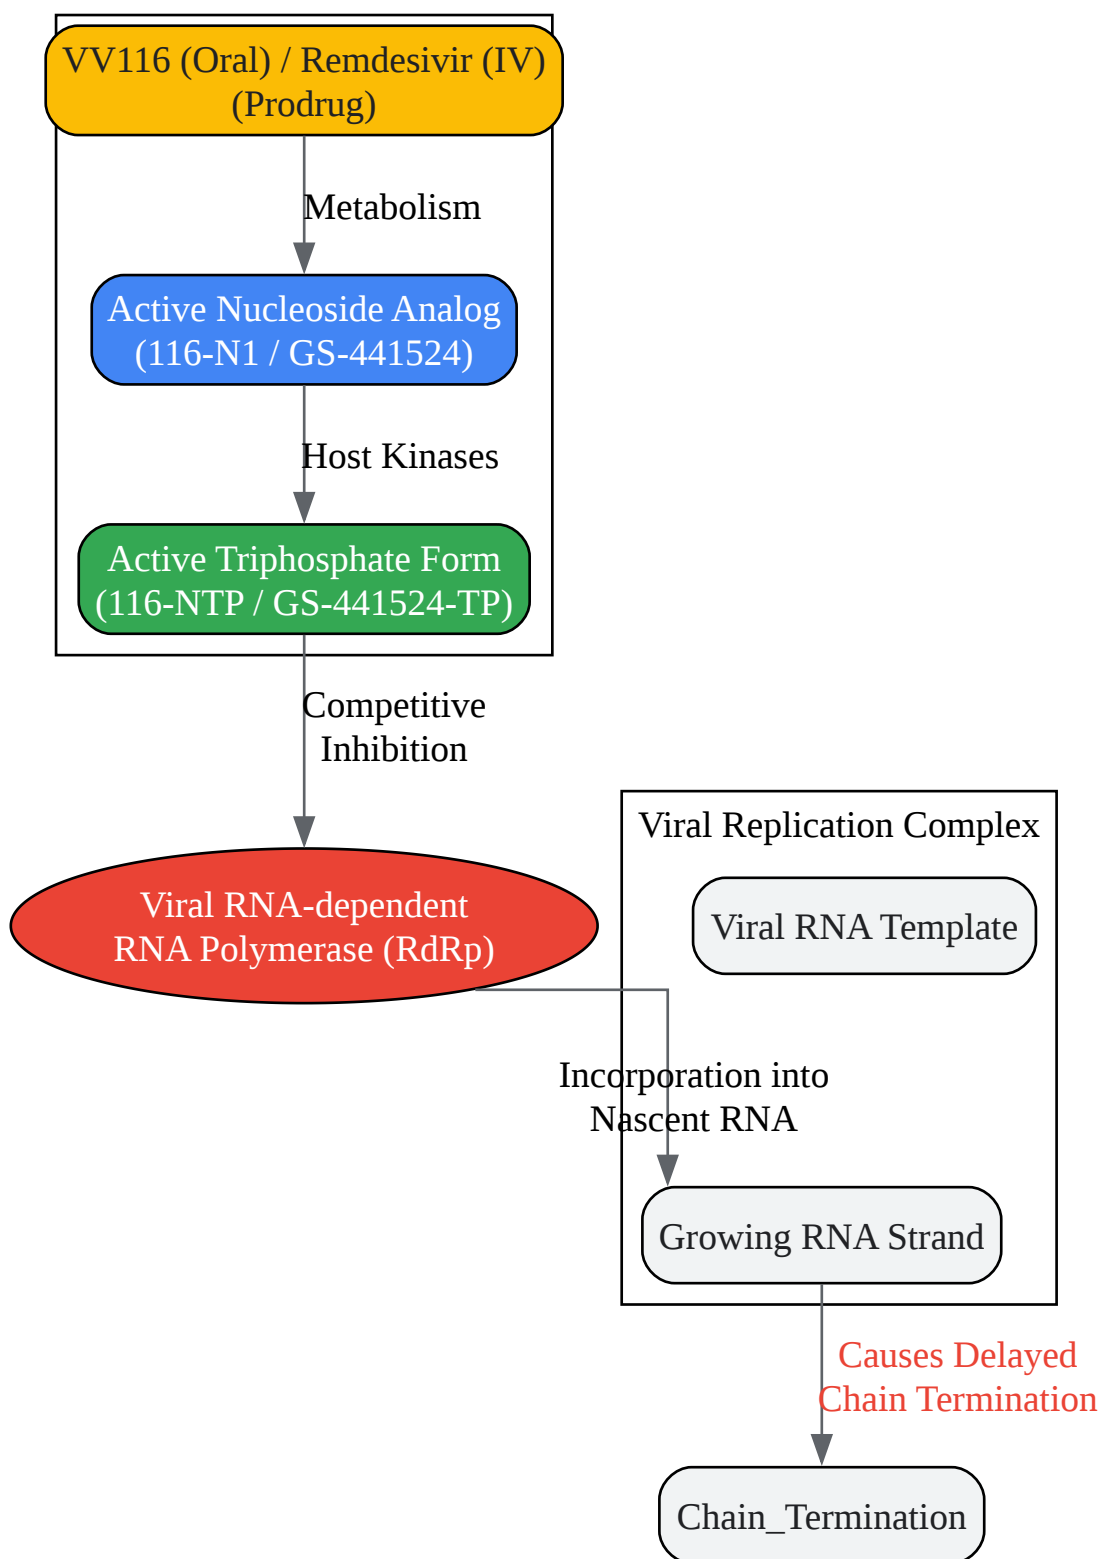 VV116 (Oral) / Remdesivir (IV)
(Prodrug)
Metabolism
Active Nucleoside Analog
(116-N1 / GS-441524)
Host Kinases
Active Triphosphate Form
(116-NTP / GS-441524-TP)
Competitive
Inhibition
Viral RNA-dependent
RNA Polymerase (RdRp)
Viral Replication Complex
Viral RNA Template
Incorporation into
Nascent RNA
Growing RNA Strand
Causes Delayed
Chain Termination
Chain_Termination